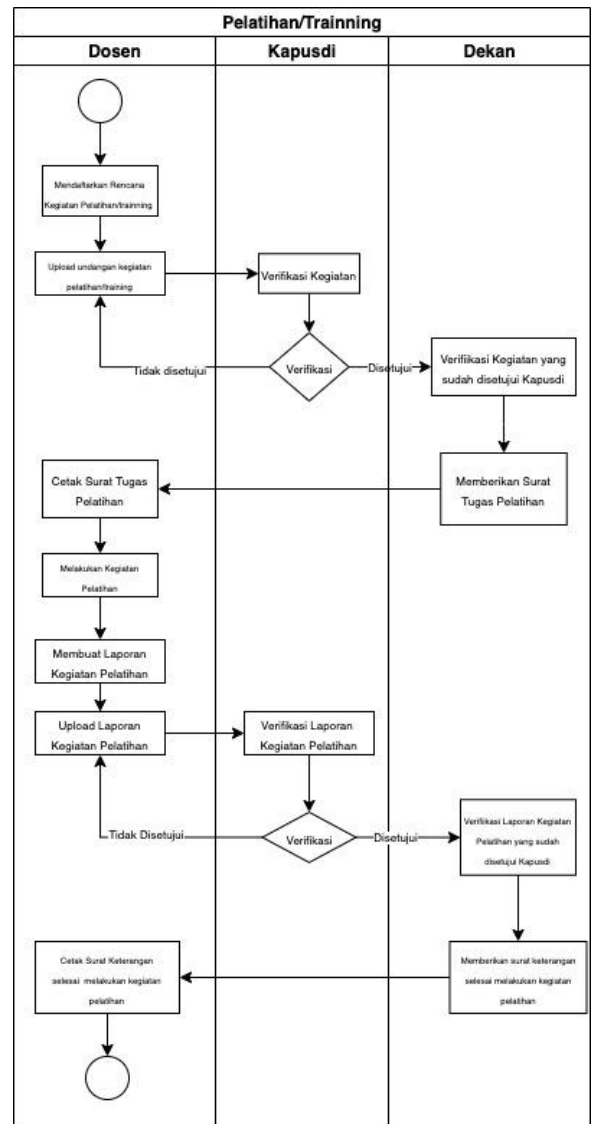 Pelatihan/Trainning
Dosen
Kapusdi
Dekan
Mendaftarkan Rencana
Kegiatan Pelatihan/trainning
Upload undangan kegiatan
pelatihan/training
Verifikasi Kegiatan
Tidak disetujui
Verifikasi
Disetujui
Verifiikasi Kegiatan yang
sudah disetujui Kapusdi
Cetak Surat Tugas
Pelatihan
Memberikan Surat
Tugas Pelatihan
Melakukan Kegiatan
Pelatihan
Membuat Laporan
Kegiatan Pelatihan
Upload Laporan
Kegiatan Pelatihan
Verifikasi Laporan
Kegiatan Pelatihan
Tidak Disetujui
Verifikasi
Disetujui
Verifikasi Laporan Kegiatan
Pelatihan yang sudah
disetujui Kapusdi
Cetak Surat Keterangan
selesai melakukan kegiatan
pelatihan
Memberikan surat keterangan
selesai melakukan kegiatan
pelatihan